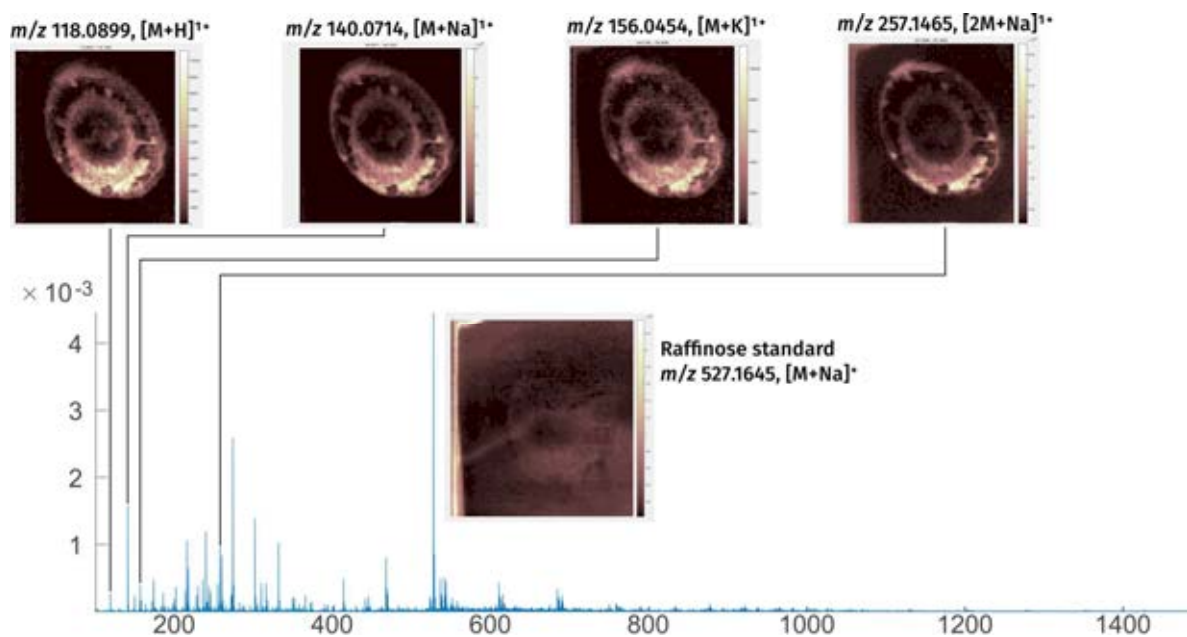 m/z 118.0899, [M+H]¹⁺
m/z 140.0714, [M+Na]¹⁺
m/z 156.0454, [M+K]¹⁺
m/z 257.1465, [2M+Na]¹⁺
× 10⁻³
4
3
2
1
Raffinose standard
m/z 527.1645, [M+Na]⁺
200
400
600
800
1000
1200
1400